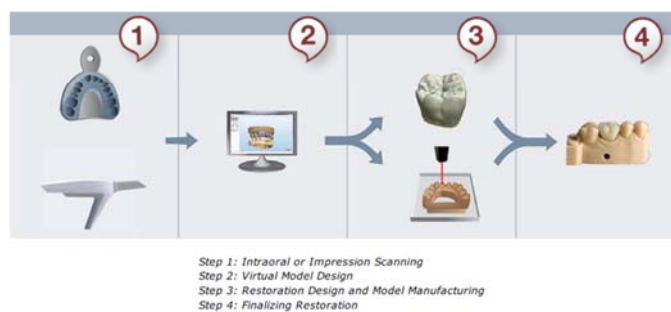 1
2
3
4
Step 1: Intraoral or Impression Scanning
Step 2: Virtual Model Design
Step 3: Restoration Design and Model Manufacturing
Step 4: Finalizing Restoration